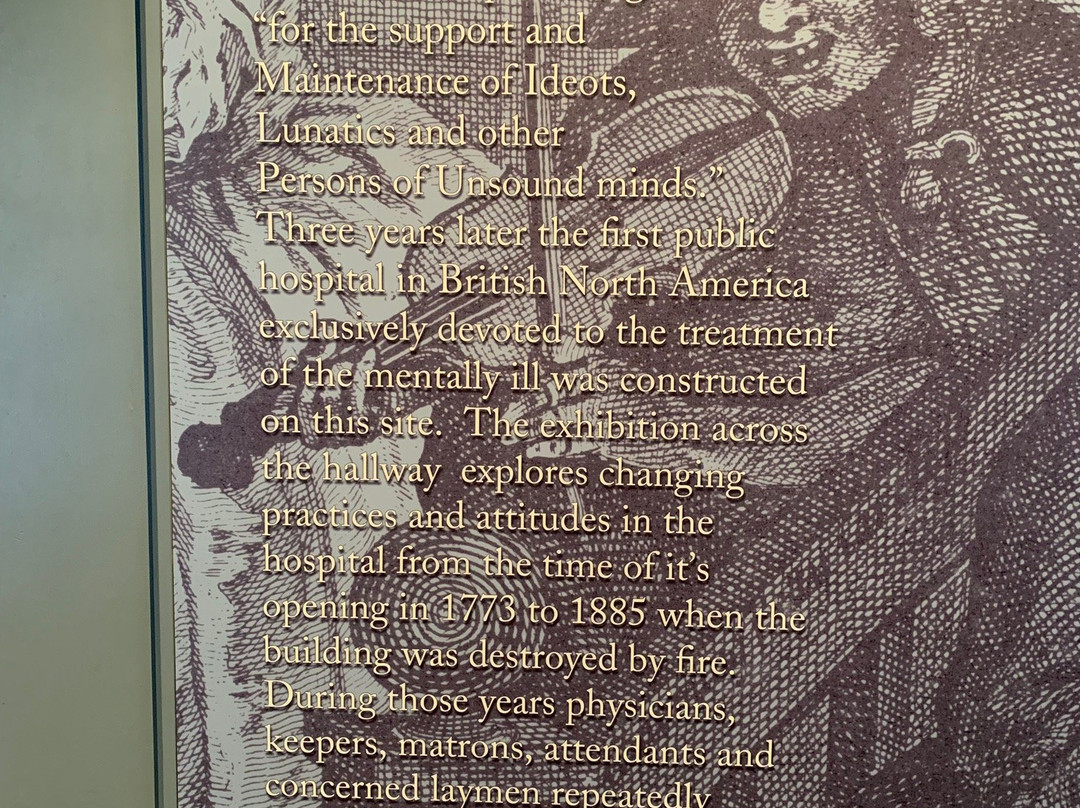 "for the support and
Maintenance of Ideots,
Lunatics and other
Persons of Unsound minds."
Three years later the first public
hospital in British North America
exclusively devoted to the treatment
of the mentally ill was constructed
on this site. The exhibition across
the hallway explores changing
practices and attitudes in the
hospital from the time of it's
opening in 1773 to 1885 when the
building was destroyed by fire.
During those years physicians,
keepers, matrons, attendants and
concerned laymen repeatedly